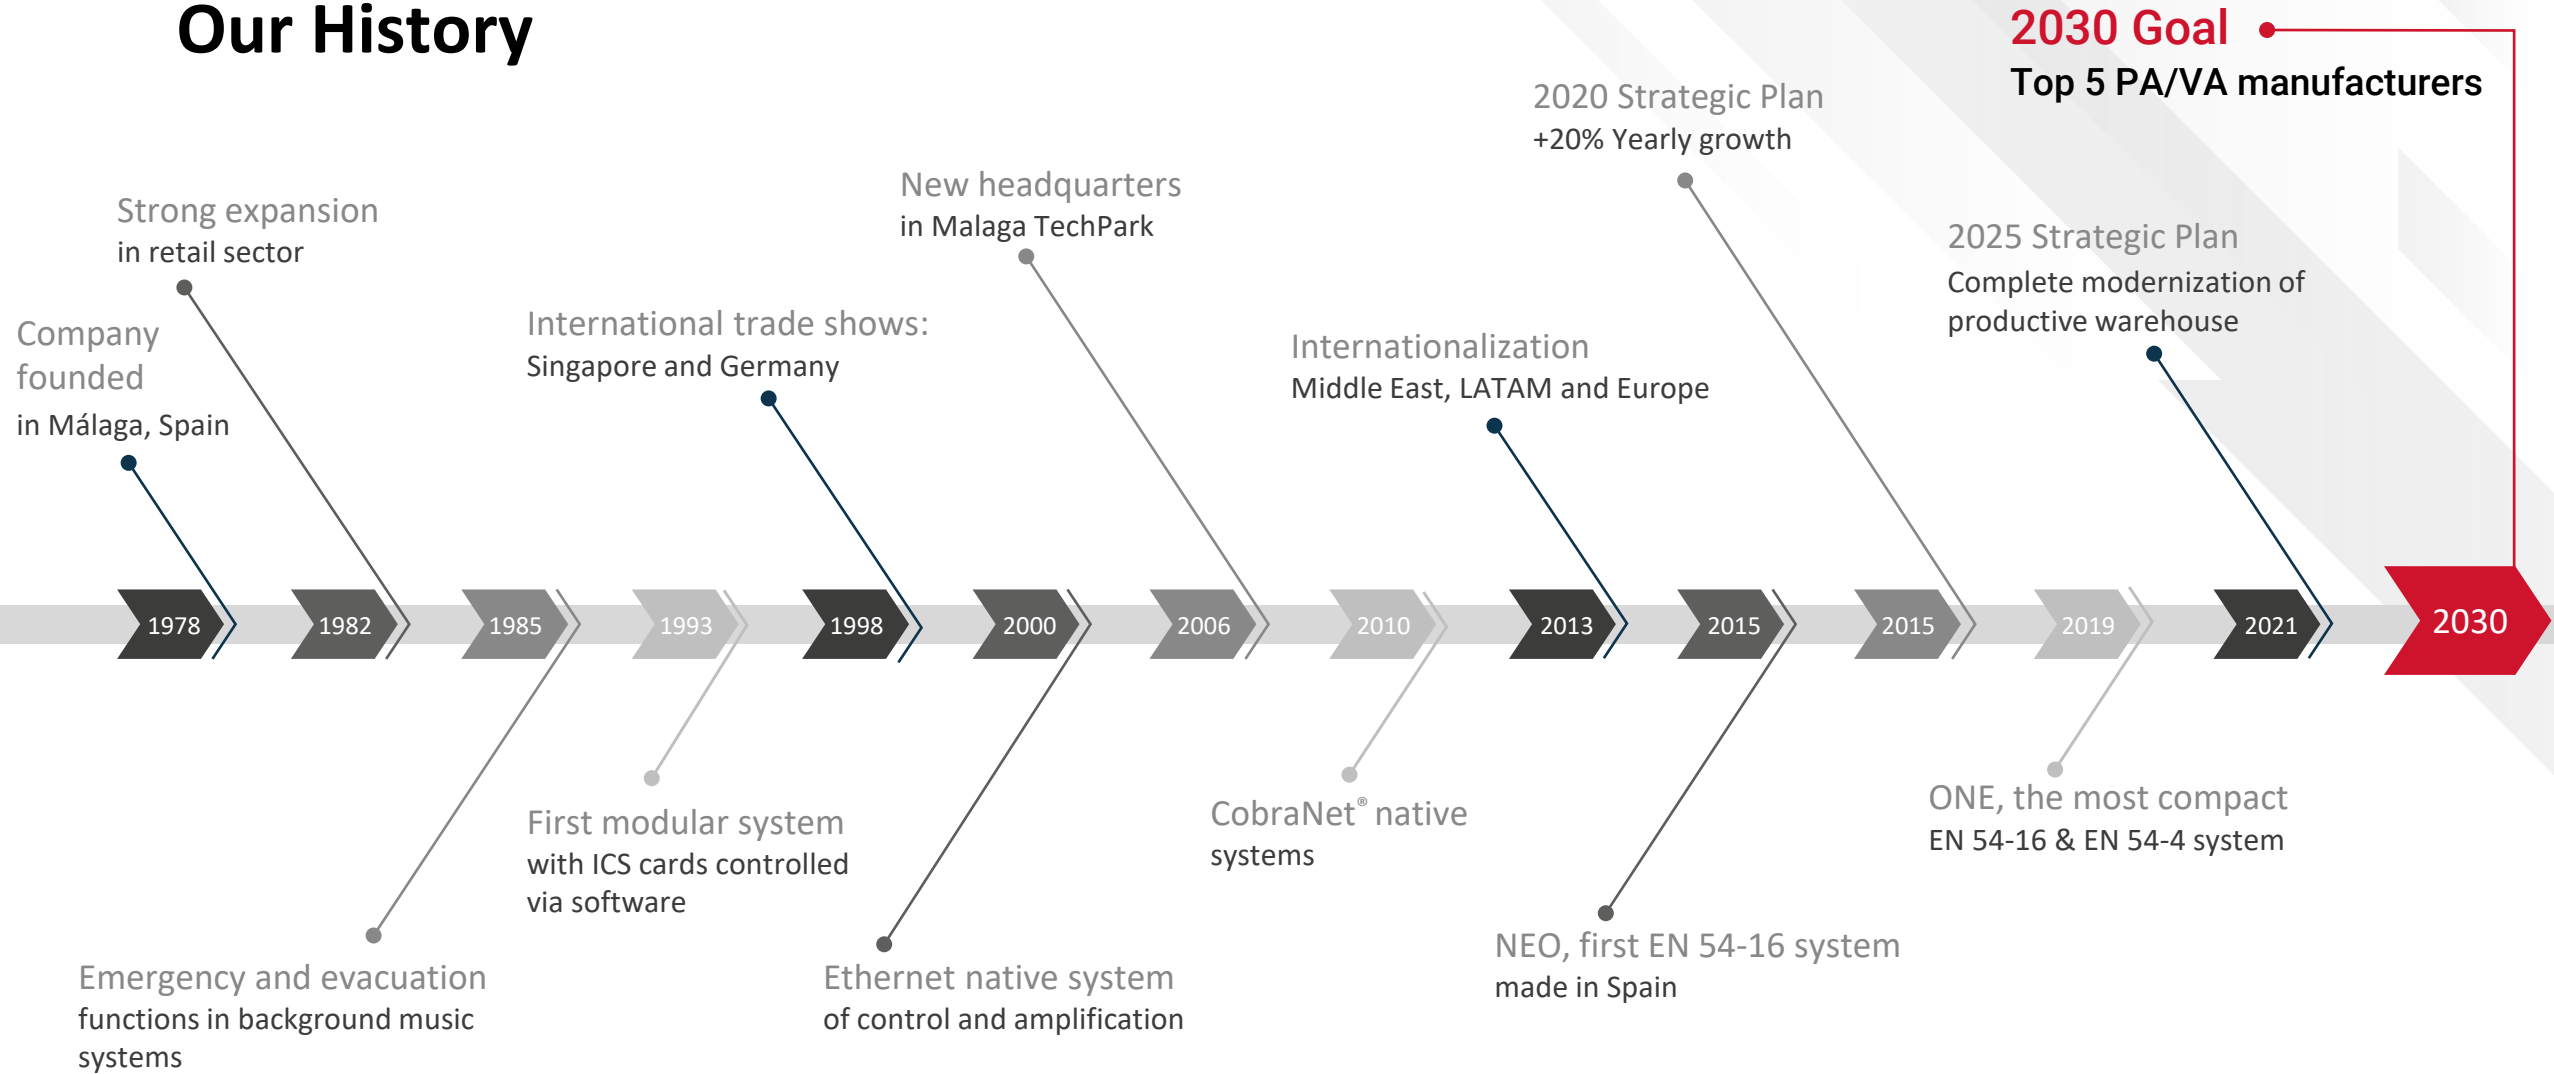 Our History
2030 Goal
Top 5 PA/VA manufacturers
2020 Strategic Plan
+20% Yearly growth
New headquarters
in Malaga TechPark
Strong expansion
in retail sector
2025 Strategic Plan
Complete modernization of
productive warehouse
International trade shows:
Singapore and Germany
Company
founded
in Málaga, Spain
Internationalization
Middle East, LATAM and Europe
1978
1982
1985
1993
1998
2000
2006
2010
2013
2015
2015
2019
2021
2030
First modular system
with ICS cards controlled
via software
CobraNet® native
systems
ONE, the most compact
EN 54-16 & EN 54-4 system
Emergency and evacuation
functions in background music
systems
Ethernet native system
of control and amplification
NEO, first EN 54-16 system
made in Spain